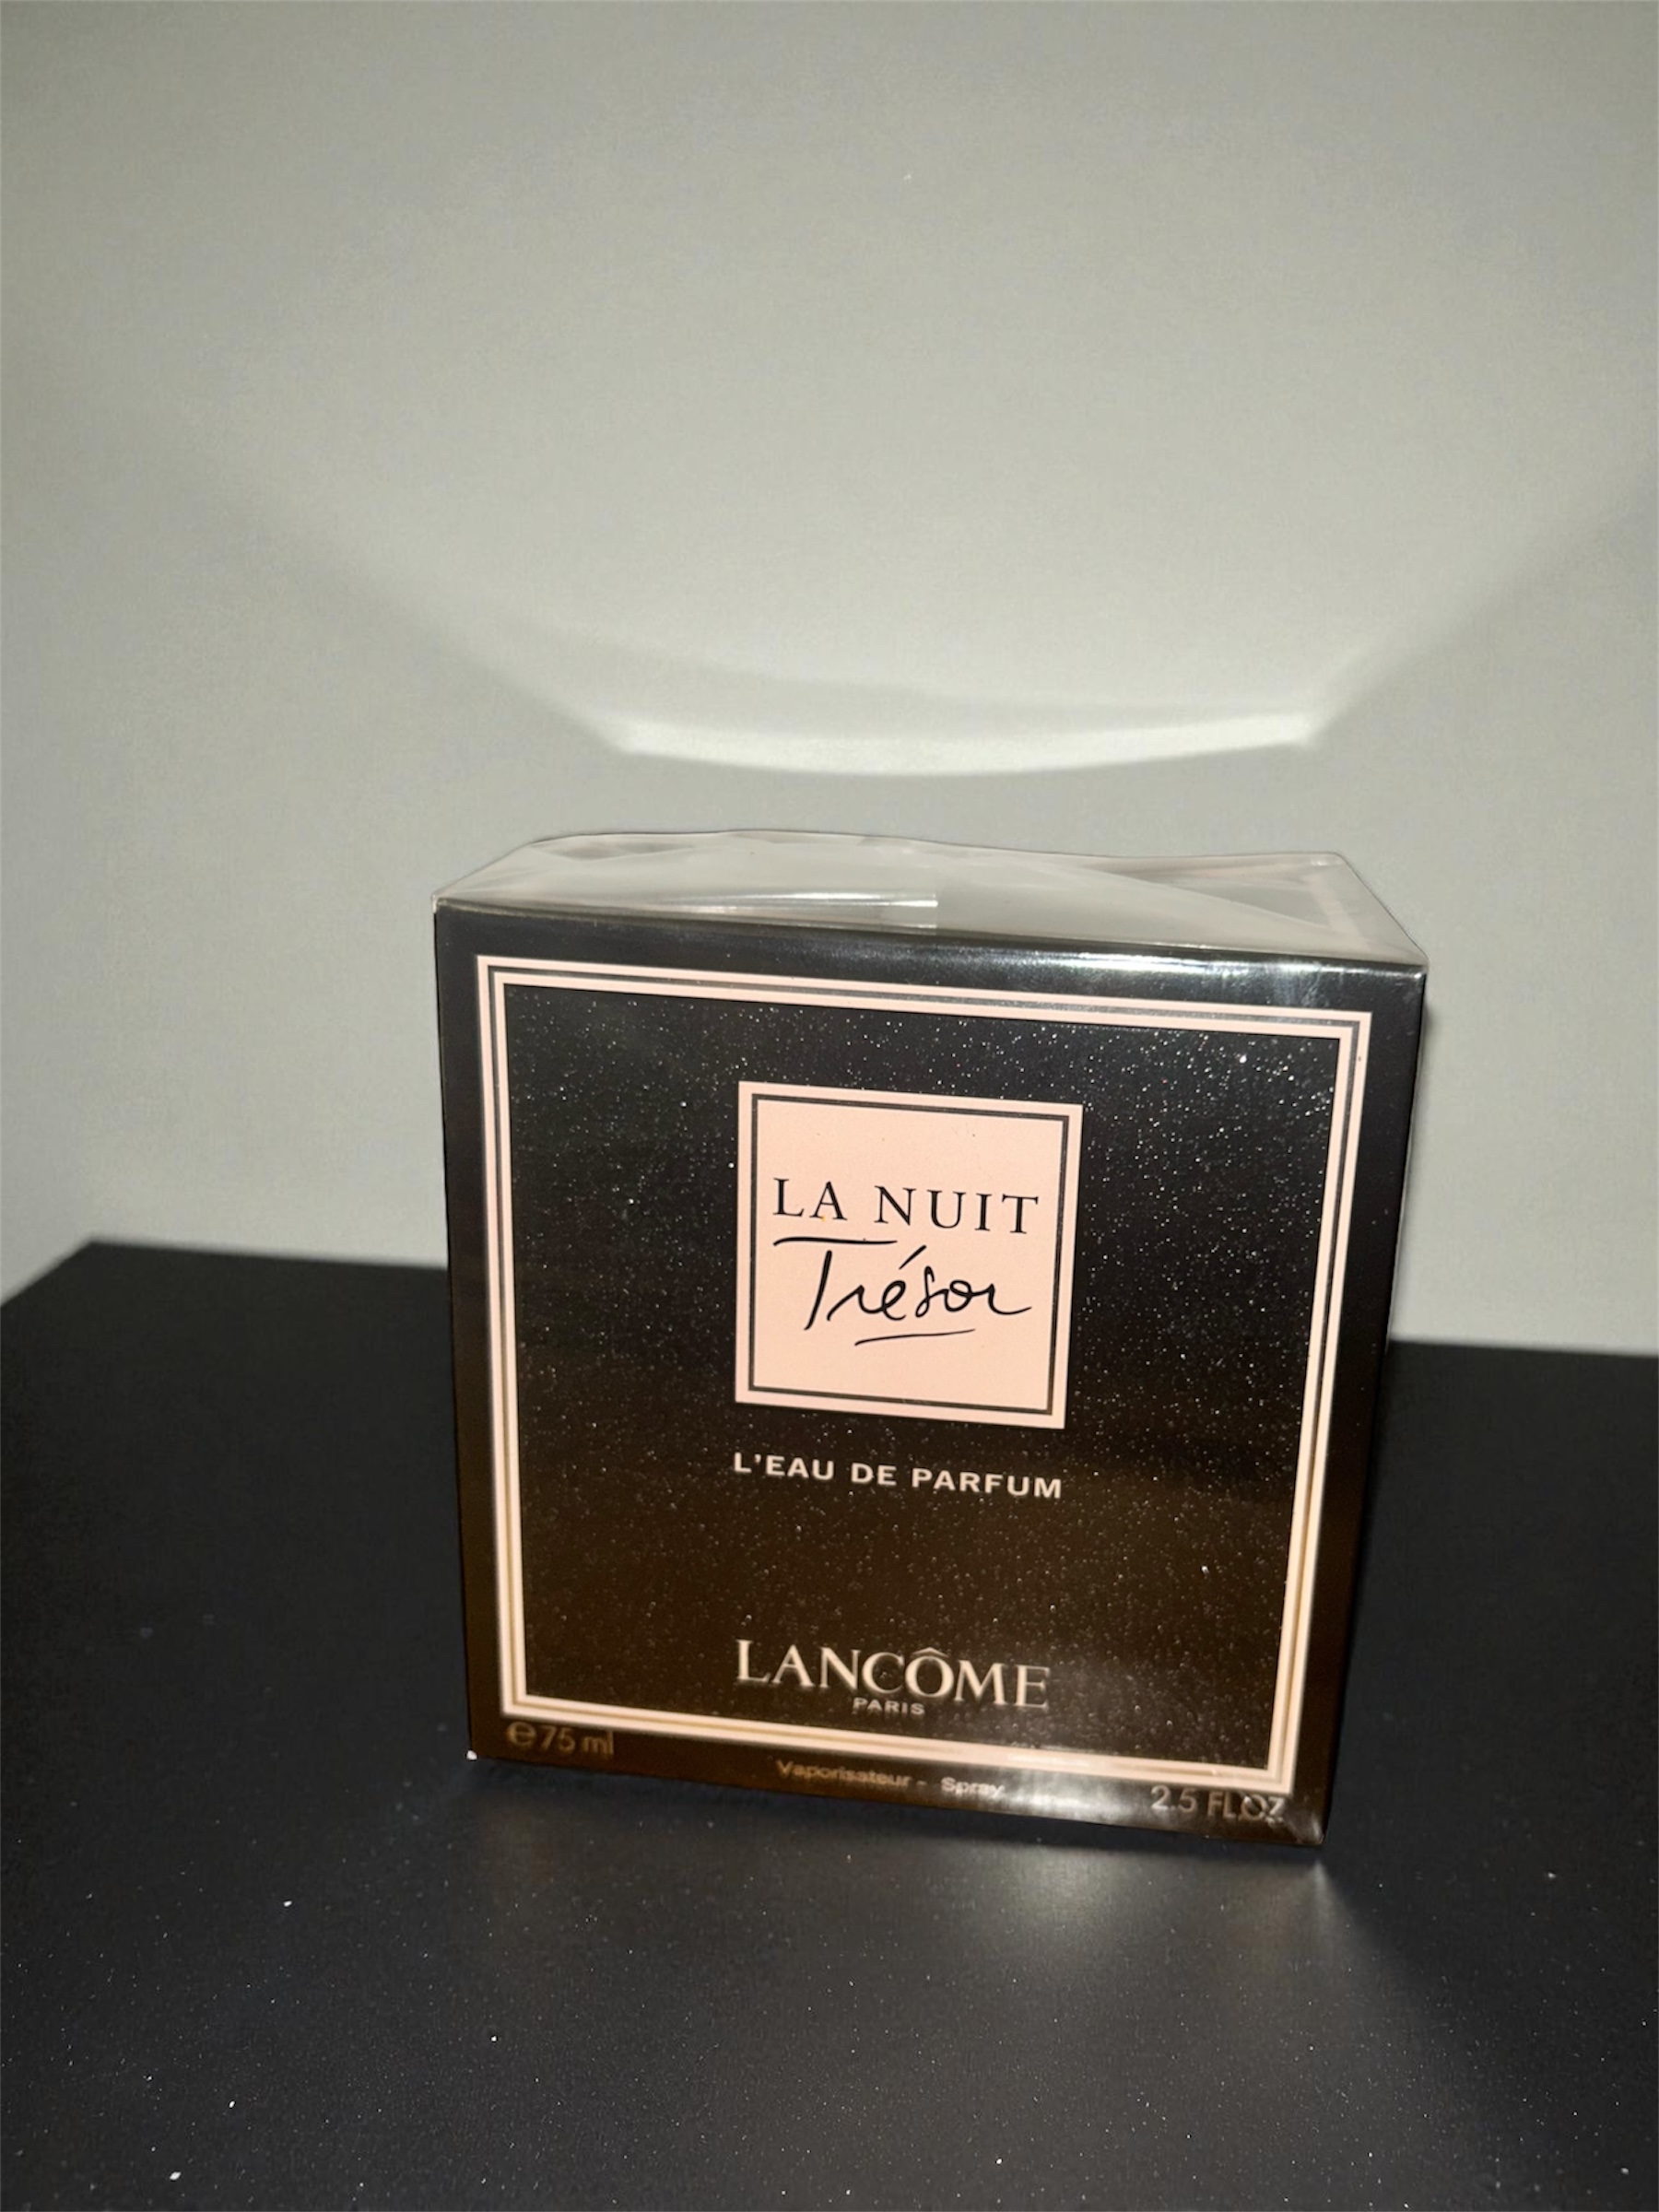 LA NUIT
Trésor
L'EAU DE PARFUM
LANCÔME
PARIS
℮75 ml
Vaporisateur - Spray
2.5 FL.OZ